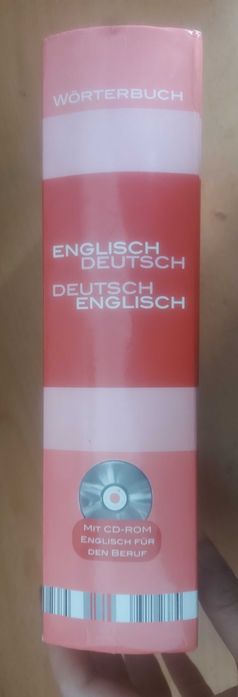 WÖRTERBUCH
ENGLISCH
DEUTSCH
DEUTSCH
ENGLISCH
MIT CD-ROM
ENGLISCH FÜR
DEN BERUF